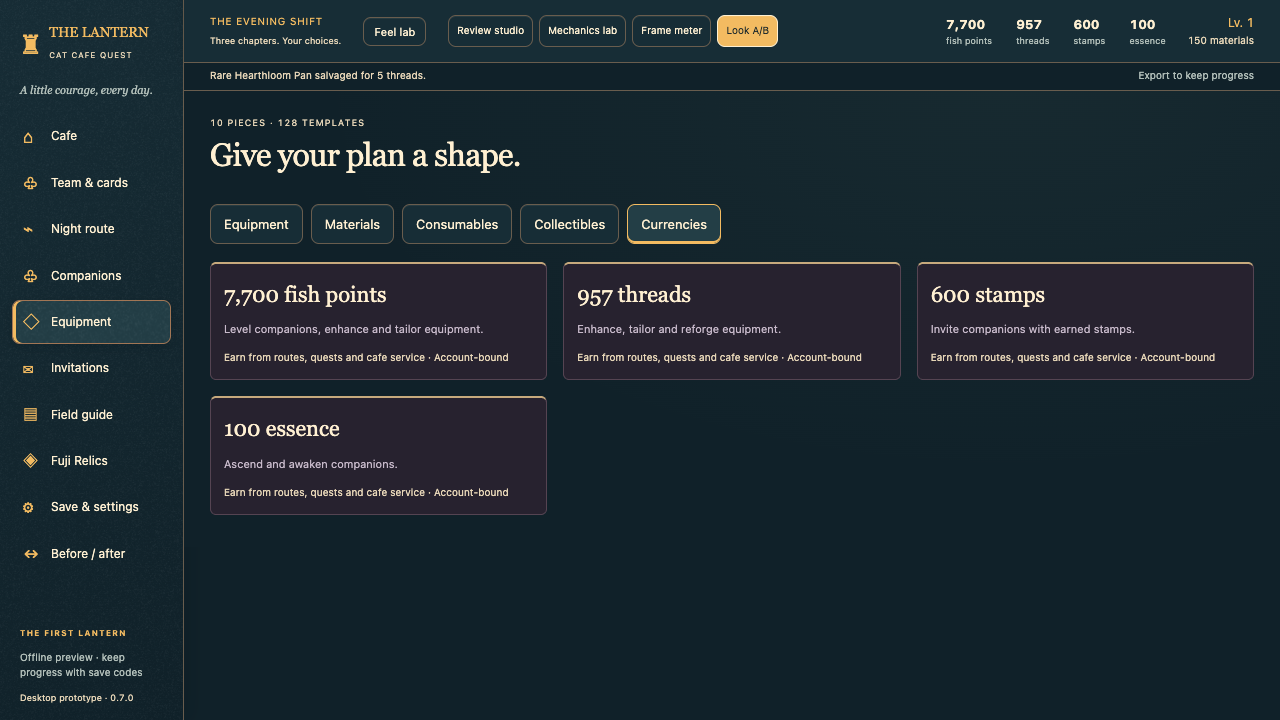 THE LANTERN
CAT CAFE QUEST
A little courage, every day.
Cafe
Team & cards
Night route
Companions
Equipment
Invitations
Field guide
Fuji Relics
Save & settings
Before / after
THE FIRST LANTERN
Offline preview · keep
progress with save codes
Desktop prototype · 0.7.0
THE EVENING SHIFT
Three chapters. Your choices.
Feel lab
Review studio
Mechanics lab
Frame meter
Look A/B
7,700
fish points
957
threads
600
stamps
100
essence
Lv. 1
150 materials
Rare Hearthloom Pan salvaged for 5 threads.
Export to keep progress
10 PIECES · 128 TEMPLATES
Give your plan a shape.
Equipment
Materials
Consumables
Collectibles
Currencies
7,700 fish points
Level companions, enhance and tailor equipment.
Earn from routes, quests and cafe service · Account-bound
957 threads
Enhance, tailor and reforge equipment.
Earn from routes, quests and cafe service · Account-bound
600 stamps
Invite companions with earned stamps.
Earn from routes, quests and cafe service · Account-bound
100 essence
Ascend and awaken companions.
Earn from routes, quests and cafe service · Account-bound